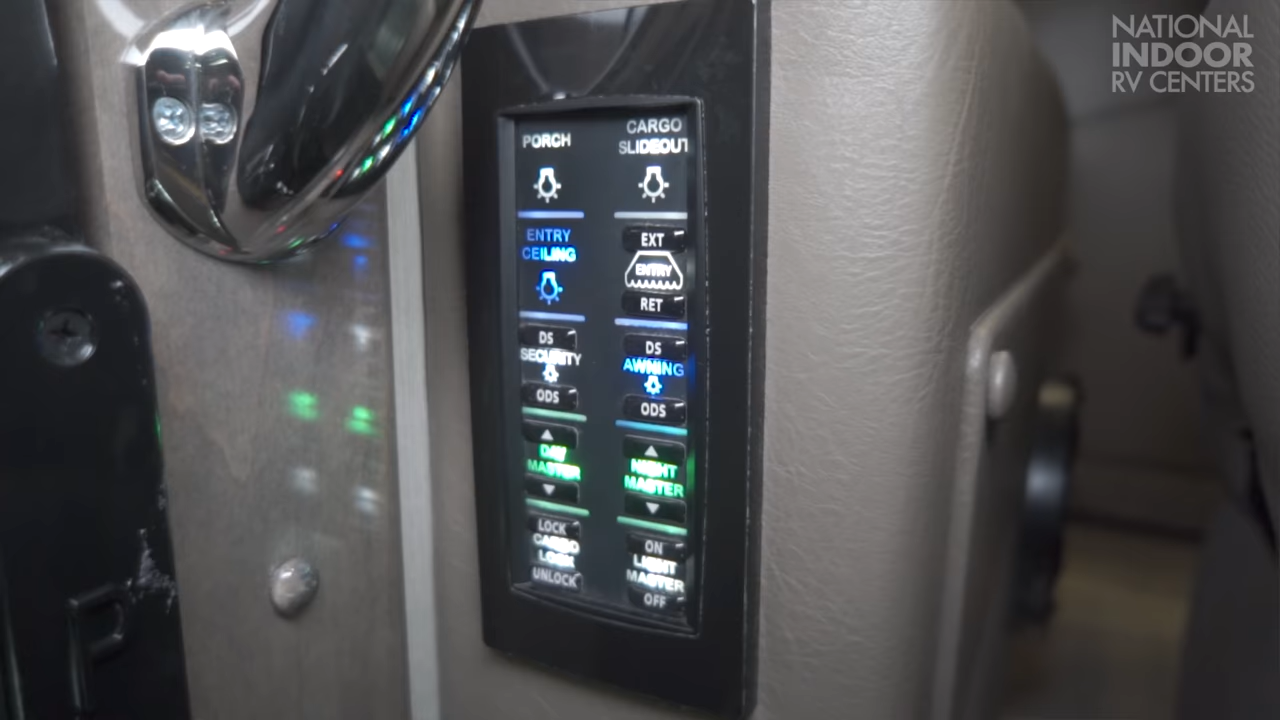 NATIONAL
INDOOR
RV CENTERS
PORCH
CARGO
SLIDEOUT
ENTRY
CEILING
EXT
ENTRY
RET
DS
SECURITY
ODS
DS
AWNING
ODS
DAY
MASTER
NIGHT
MASTER
LOCK
CARGO
LOCK
UNLOCK
ON
LIGHT
MASTER
OFF
P